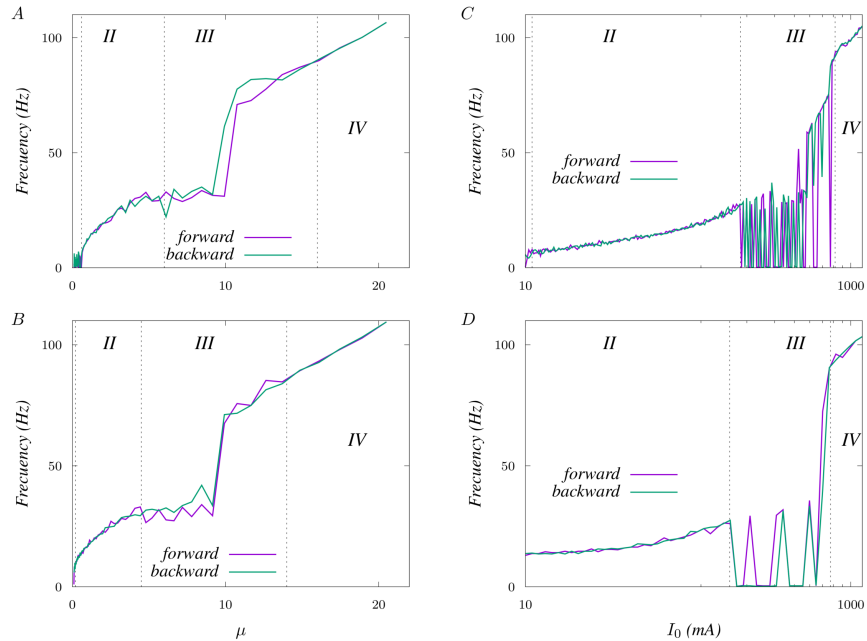 A
II
III
IV
Frecuency (Hz)
100
50
0
0
10
20
forward
backward
C
II
III
IV
Frecuency (Hz)
100
50
0
10
1000
forward
backward
B
II
III
IV
Frecuency (Hz)
100
50
0
0
10
20
forward
backward
μ
D
II
III
IV
Frecuency (Hz)
100
50
0
10
1000
forward
backward
I₀ (mA)